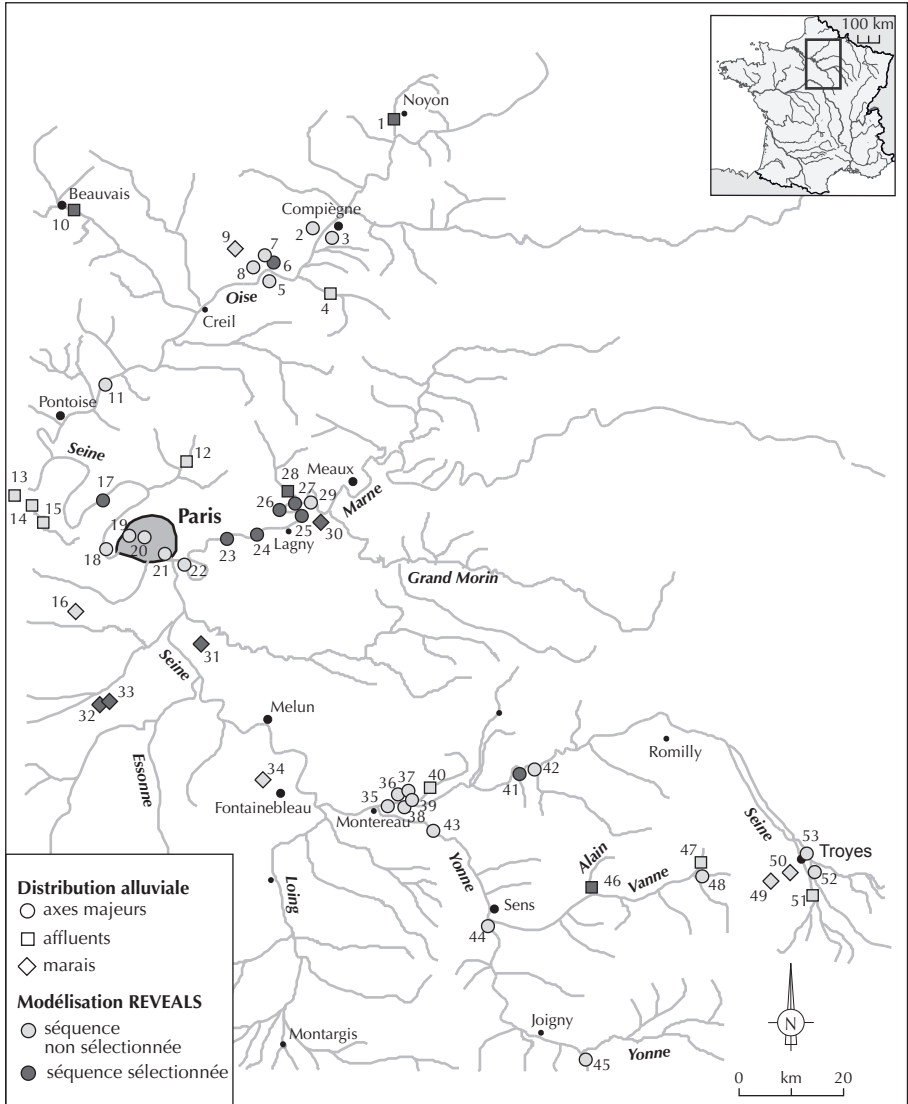 100 km
Noyon
1
Beauvais
10
Compiègne
2
3
9
7
6
8
5
4
Oise
Creil
11
Pontoise
Seine
12
13
14
15
17
Meaux
28
27
29
26
25
30
Marne
Paris
19
20
18
21
22
23
24
Lagny
Grand Morin
16
31
Seine
33
32
Melun
Essonne
34
Fontainebleau
Romilly
42
41
37
36
40
35
39
38
Montereau
43
Seine
53
Troyes
50
52
49
51
Yonne
Alain
47
46
Vanne
48
Loing
Sens
44
Distribution alluviale
axes majeurs
affluents
marais
Modélisation REVEALS
séquence
non sélectionnée
séquence sélectionnée
Montargis
Joigny
45
Yonne
N
0 km 20